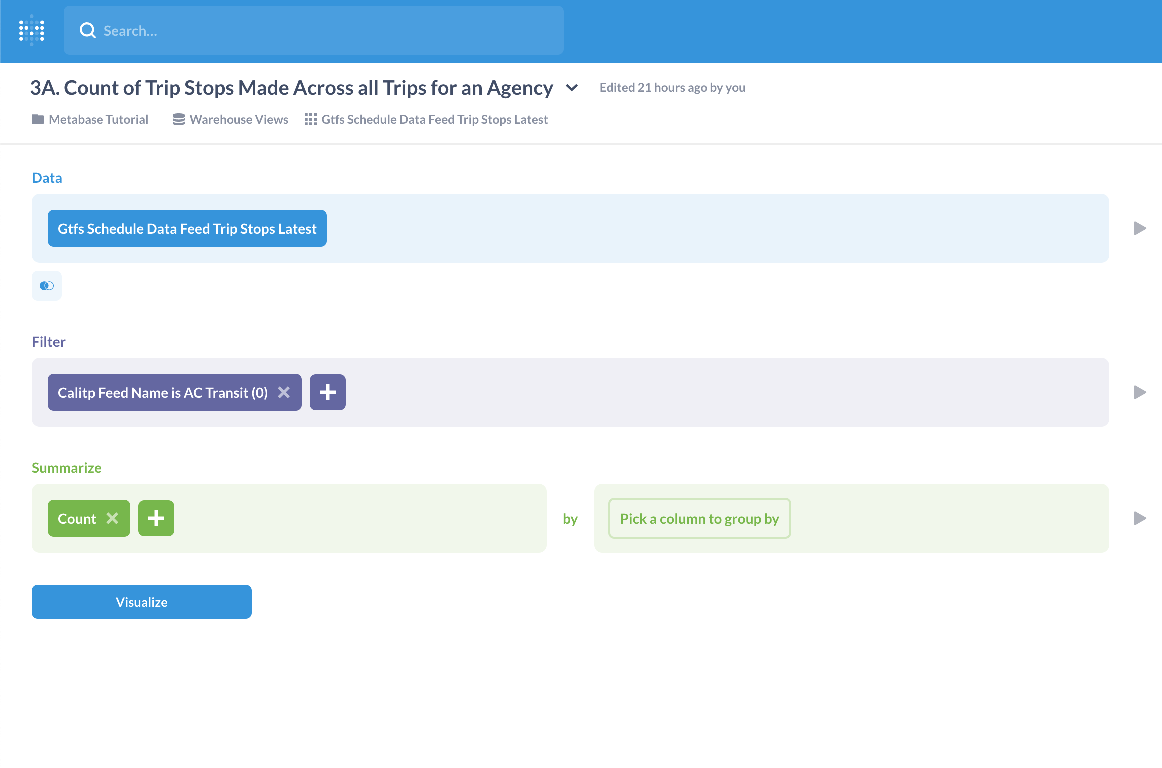 Search...
3A. Count of Trip Stops Made Across all Trips for an Agency Edited 21 hours ago by you
Metabase Tutorial Warehouse Views Gtfs Schedule Data Feed Trip Stops Latest
Data
Gtfs Schedule Data Feed Trip Stops Latest
Filter
Calitp Feed Name is AC Transit (0)
Summarize
Count by Pick a column to group by
Visualize